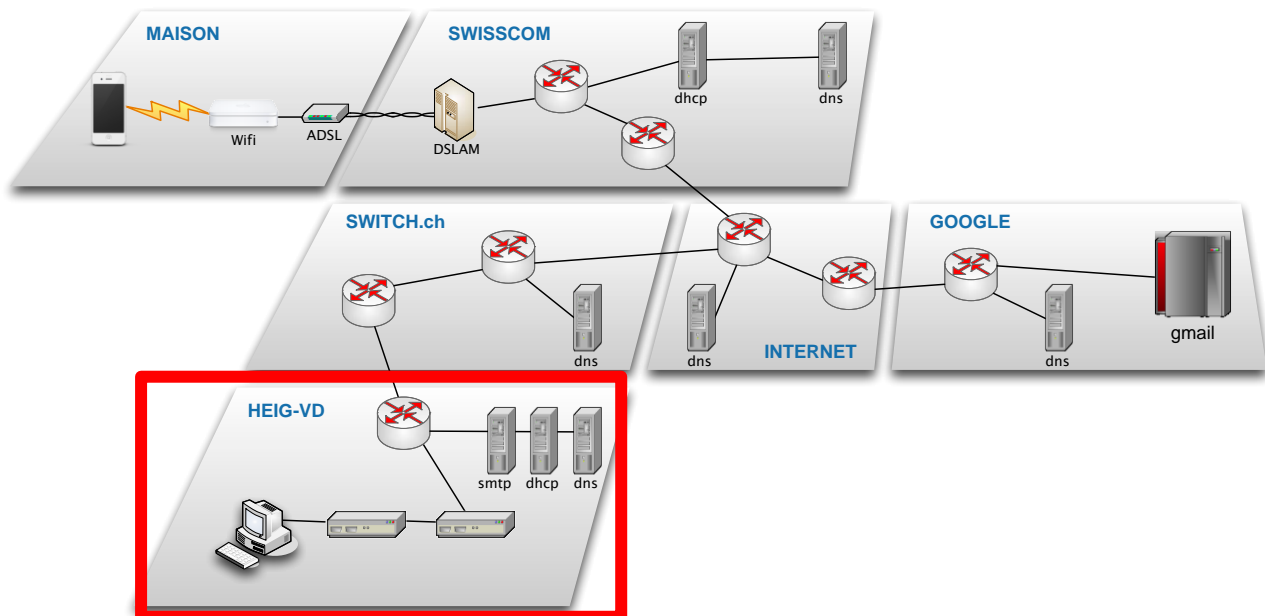 MAISON
SWISSCOM
dhcp
dns
Wifi
ADSL
DSLAM
SWITCH.ch
GOOGLE
dns
dns
INTERNET
dns
gmail
HEIG-VD
smtp
dhcp
dns